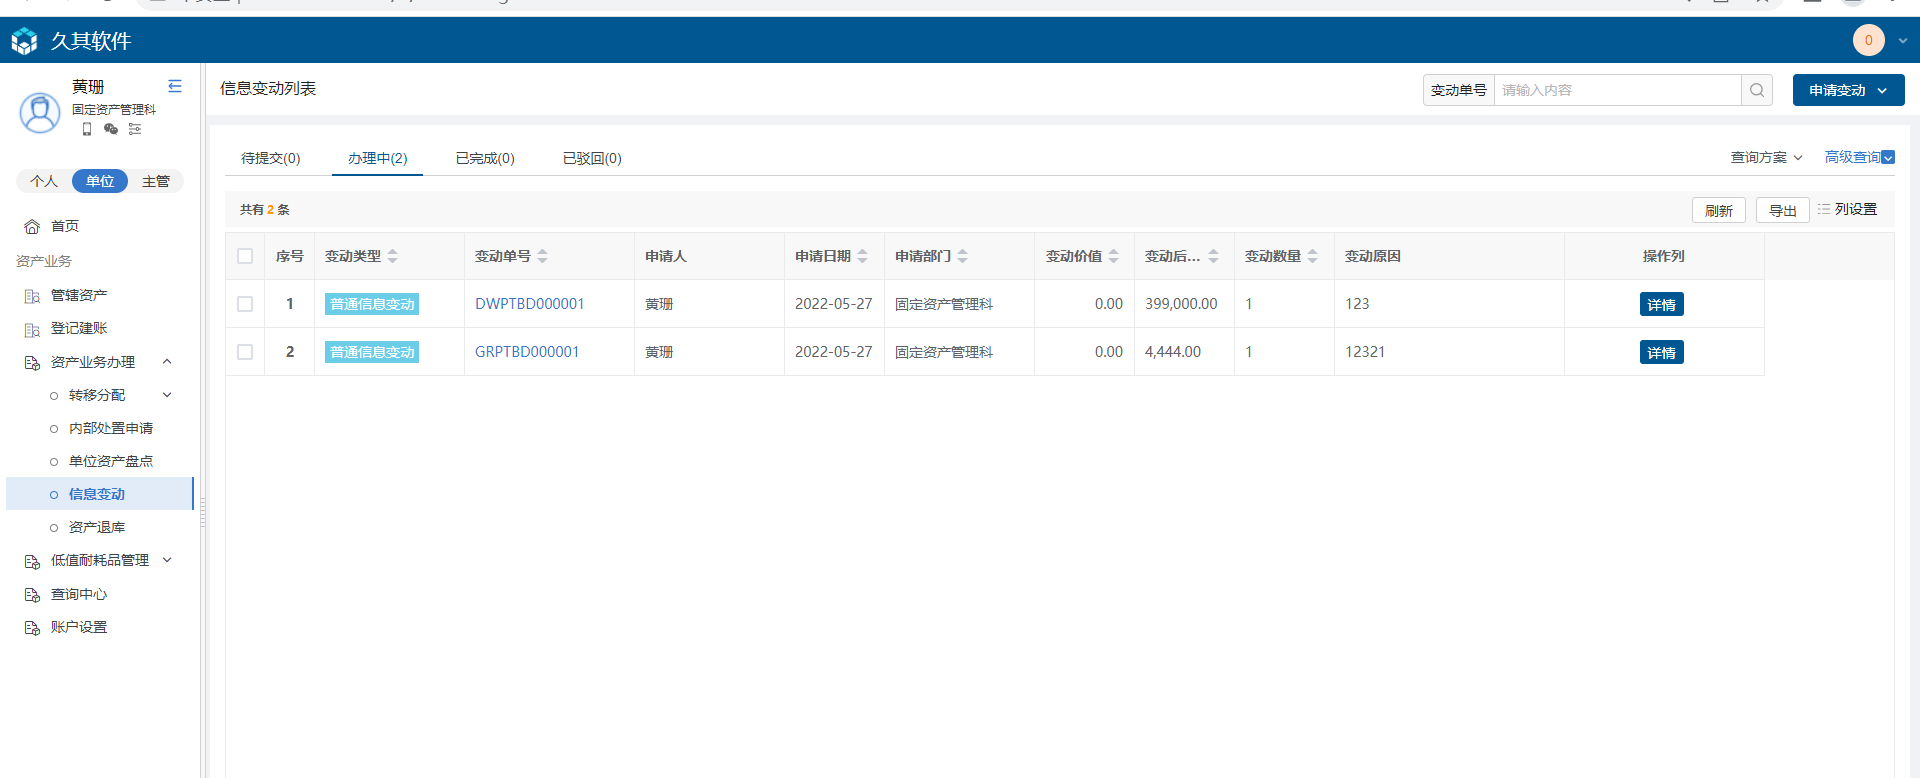 久其软件
0
黄珊
固定资产管理科
个人 单位 主管
首页
资产业务
管辖资产
登记建账
资产业务办理
转移分配
内部处置申请
单位资产盘点
信息变动
资产退库
低值耐耗品管理
查询中心
账户设置
信息变动列表
变动单号 请输入内容 申请变动
待提交(0) 办理中(2) 已完成(0) 已驳回(0) 查询方案 高级查询
共有 2 条 刷新 导出 列设置
序号 变动类型 变动单号 申请人 申请日期 申请部门 变动价值 变动后... 变动数量 变动原因 操作列
1 普通信息变动 DWPTBD000001 黄珊 2022-05-27 固定资产管理科 0.00 399,000.00 1 123 详情
2 普通信息变动 GRPTBD000001 黄珊 2022-05-27 固定资产管理科 0.00 4,444.00 1 12321 详情